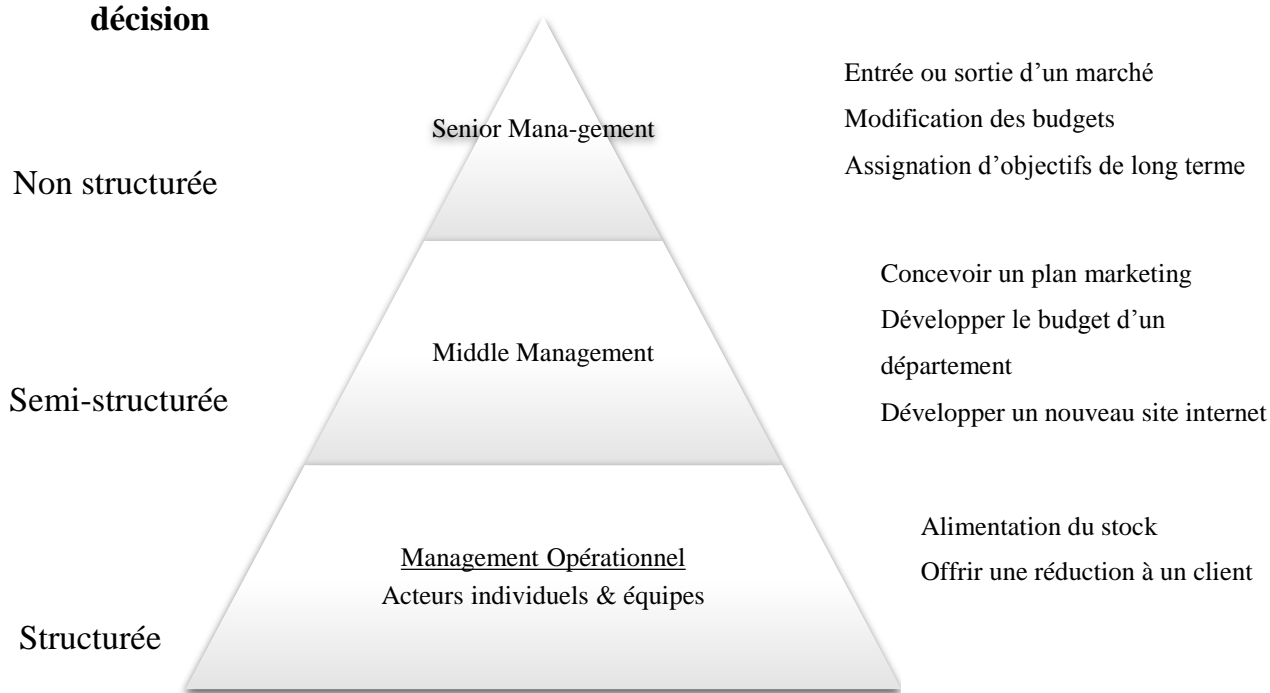 décision
Entrée ou sortie d’un marché
Modification des budgets
Assignation d’objectifs de long terme
Senior Mana-gement
Non structurée
Concevoir un plan marketing
Développer le budget d’un
département
Développer un nouveau site internet
Middle Management
Semi-structurée
Alimentation du stock
Offrir une réduction à un client
Management Opérationnel
Acteurs individuels & équipes
Structurée